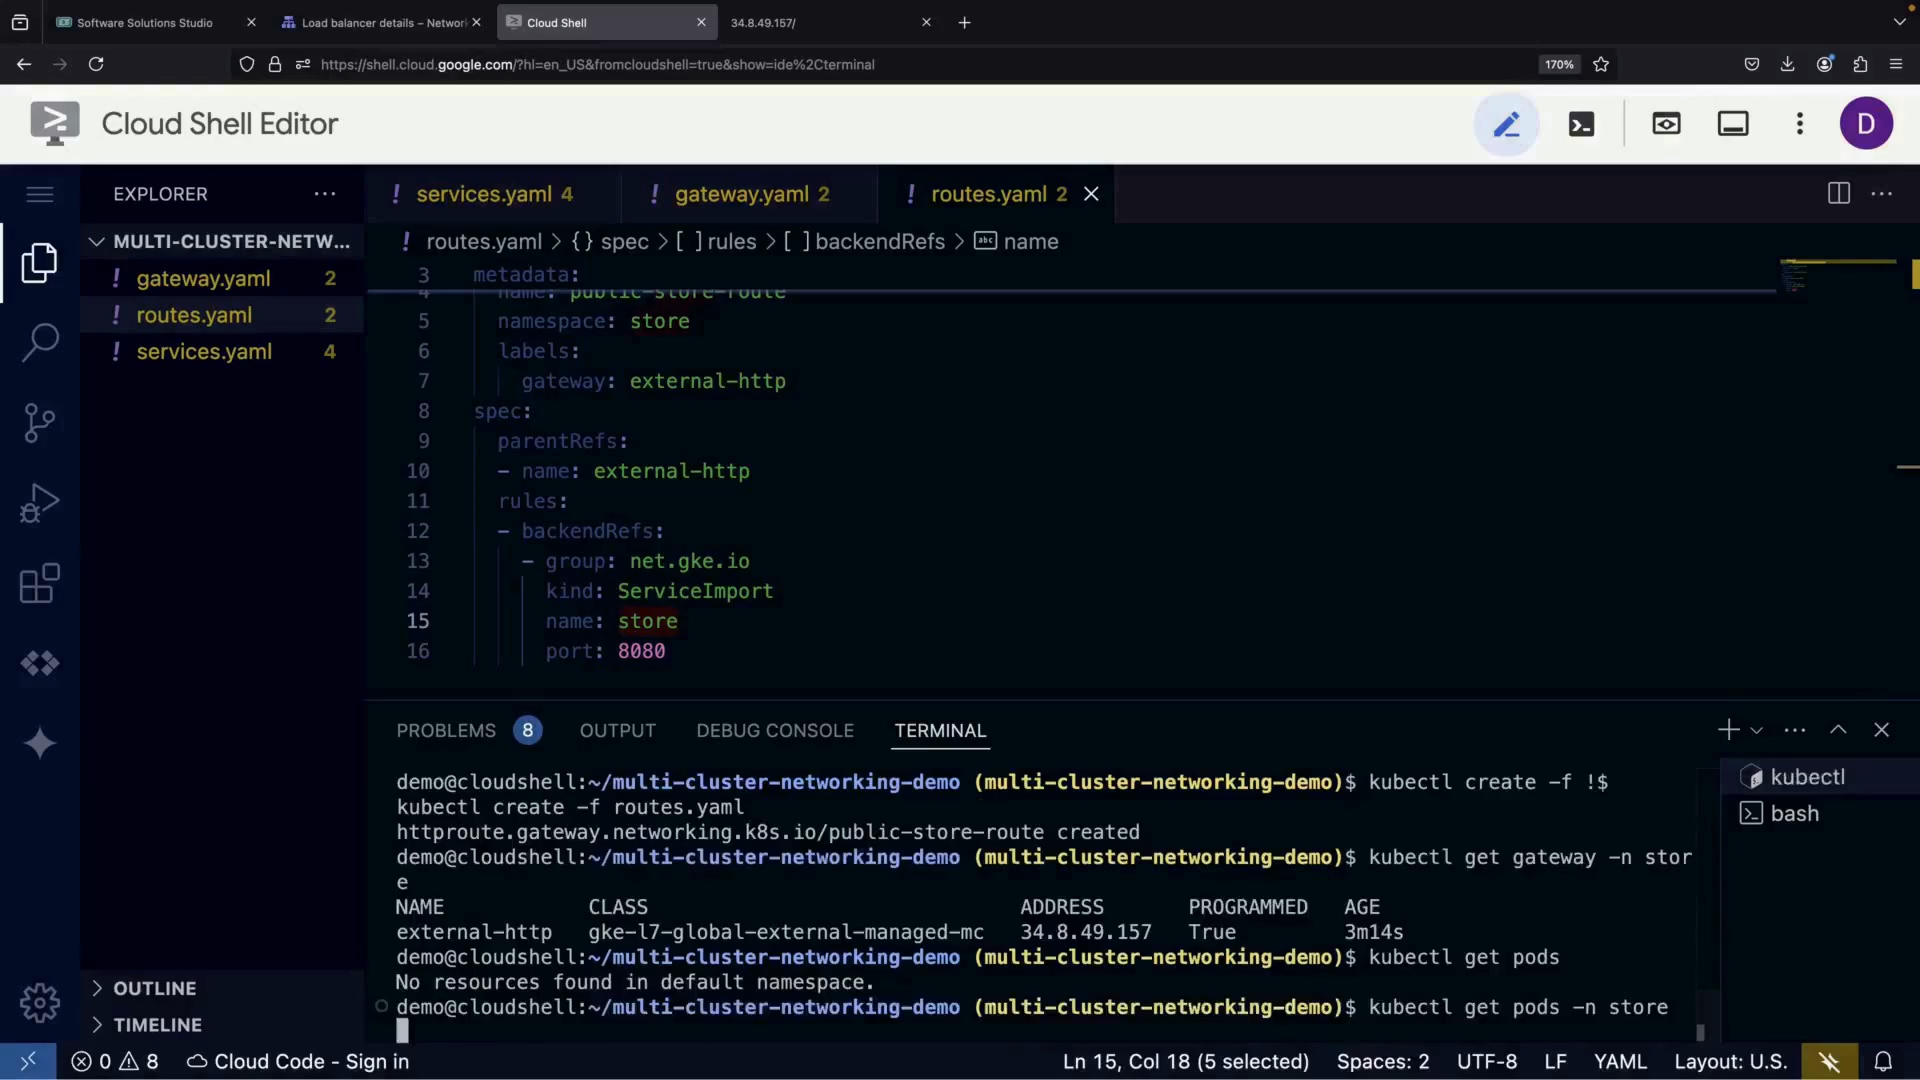 Software Solutions Studio
Load balancer details – Network
Cloud Shell
34.8.49.157/
https://shell.cloud.google.com/?hl=en_US&fromcloudshell=true&show=ide%2Cterminal
170%
Cloud Shell Editor
D
EXPLORER
services.yaml 4
gateway.yaml 2
routes.yaml 2
MULTI-CLUSTER-NETW...
gateway.yaml 2
routes.yaml 2
services.yaml 4
routes.yaml > {} spec > [ ] rules > [ ] backendRefs > abc name
3 metadata:
4 name: public-store-route
5 namespace: store
6 labels:
7 gateway: external-http
8 spec:
9 parentRefs:
10 - name: external-http
11 rules:
12 - backendRefs:
13 - group: net.gke.io
14 kind: ServiceImport
15 name: store
16 port: 8080
PROBLEMS 8 OUTPUT DEBUG CONSOLE TERMINAL
demo@cloudshell:~/multi-cluster-networking-demo (multi-cluster-networking-demo)$ kubectl create -f !$
kubectl create -f routes.yaml
httproute.gateway.networking.k8s.io/public-store-route created
demo@cloudshell:~/multi-cluster-networking-demo (multi-cluster-networking-demo)$ kubectl get gateway -n stor
e
NAME CLASS ADDRESS PROGRAMMED AGE
external-http gke-l7-global-external-managed-mc 34.8.49.157 True 3m14s
demo@cloudshell:~/multi-cluster-networking-demo (multi-cluster-networking-demo)$ kubectl get pods
No resources found in default namespace.
demo@cloudshell:~/multi-cluster-networking-demo (multi-cluster-networking-demo)$ kubectl get pods -n store
kubectl
bash
OUTLINE
TIMELINE
0 8 Cloud Code - Sign in
Ln 15, Col 18 (5 selected) Spaces: 2 UTF-8 LF YAML Layout: U.S.